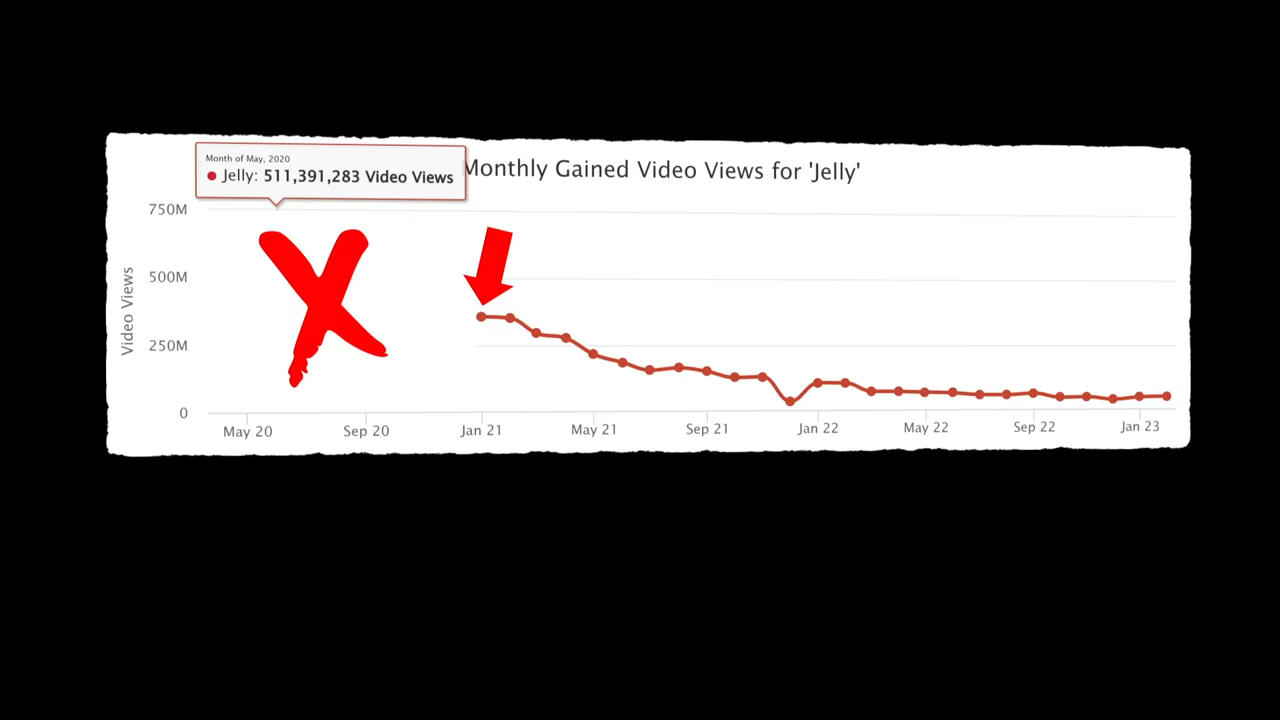 Month of May, 2020
Jelly: 511,391,283 Video Views
Monthly Gained Video Views for 'Jelly'
750M
500M
250M
0
Video Views
May 20
Sep 20
Jan 21
May 21
Sep 21
Jan 22
May 22
Sep 22
Jan 23